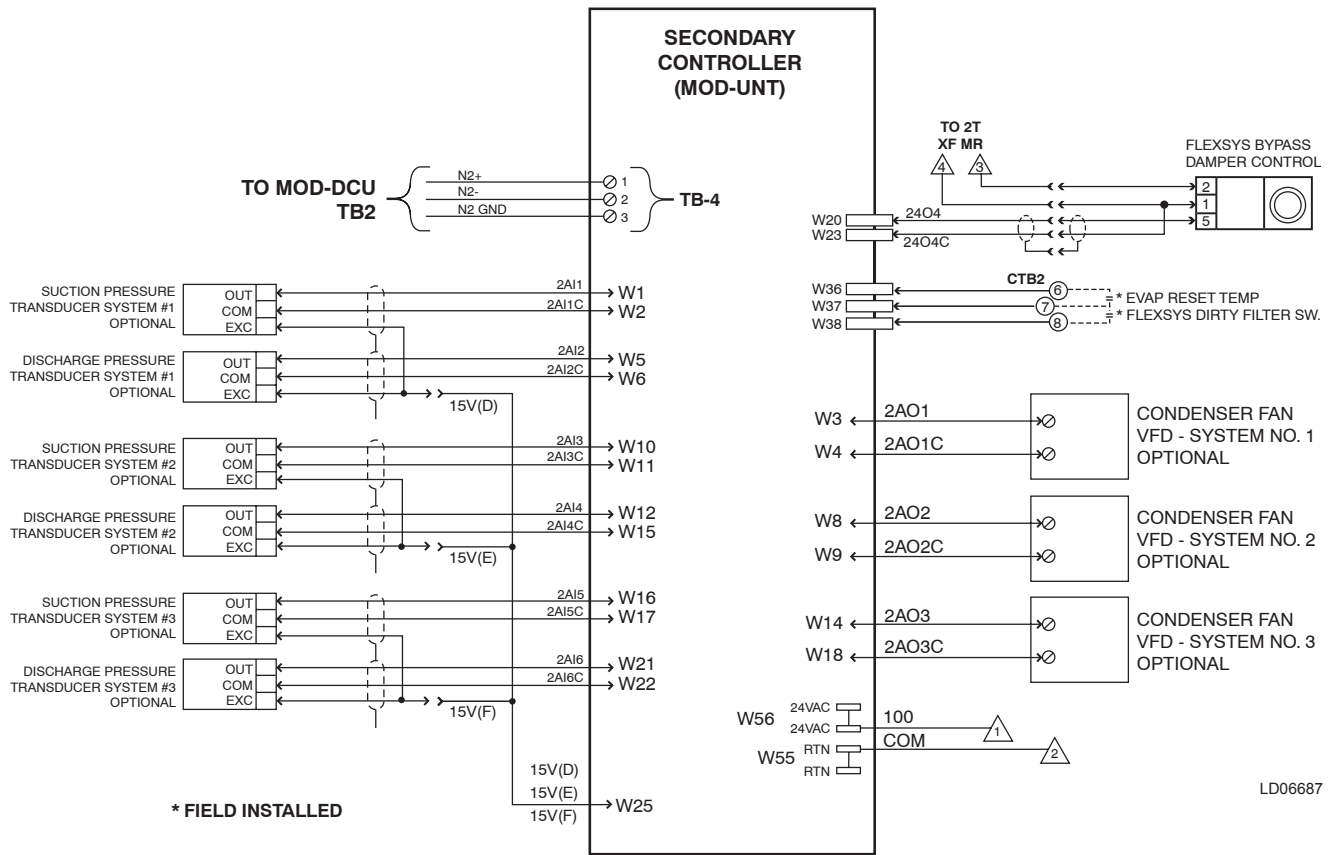 SECONDARY
CONTROLLER
(MOD-UNT)
TO MOD-DCU
TB2
N2+
N2-
N2 GND
1
2
3
TB-4
SUCTION PRESSURE
TRANSDUCER SYSTEM #1
OPTIONAL
OUT
COM
EXC
2AI1
2AI1C
W1
W2
DISCHARGE PRESSURE
TRANSDUCER SYSTEM #1
OPTIONAL
OUT
COM
EXC
2AI2
2AI2C
W5
W6
15V(D)
SUCTION PRESSURE
TRANSDUCER SYSTEM #2
OPTIONAL
OUT
COM
EXC
2AI3
2AI3C
W10
W11
DISCHARGE PRESSURE
TRANSDUCER SYSTEM #2
OPTIONAL
OUT
COM
EXC
2AI4
2AI4C
W12
W15
15V(E)
SUCTION PRESSURE
TRANSDUCER SYSTEM #3
OPTIONAL
OUT
COM
EXC
2AI5
2AI5C
W16
W17
DISCHARGE PRESSURE
TRANSDUCER SYSTEM #3
OPTIONAL
OUT
COM
EXC
2AI6
2AI6C
W21
W22
15V(F)
15V(D)
15V(E)
15V(F)
W25
* FIELD INSTALLED
TO 2T
XF MR
4
3
FLEXSYS BYPASS
DAMPER CONTROL
2
1
5
W20
24O4
W23
24O4C
CTB2
W36
6
W37
7
W38
8
* EVAP RESET TEMP
* FLEXSYS DIRTY FILTER SW.
W3
2AO1
W4
2AO1C
CONDENSER FAN
VFD - SYSTEM NO. 1
OPTIONAL
W8
2AO2
W9
2AO2C
CONDENSER FAN
VFD - SYSTEM NO. 2
OPTIONAL
W14
2AO3
W18
2AO3C
CONDENSER FAN
VFD - SYSTEM NO. 3
OPTIONAL
W56
24VAC
24VAC
100
1
W55
RTN
RTN
COM
2
LD06687